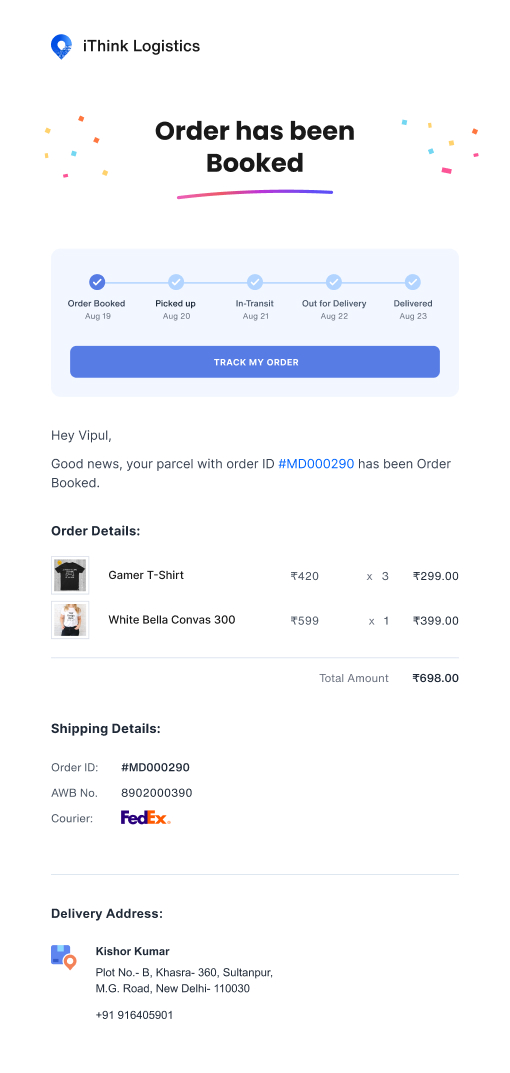 iThink Logistics
Order has been
Booked
Order Booked
Aug 19
Picked up
Aug 20
In-Transit
Aug 21
Out for Delivery
Aug 22
Delivered
Aug 23
TRACK MY ORDER
Hey Vipul,
Good news, your parcel with order ID #MD000290 has been Order
Booked.
Order Details:
Gamer T-Shirt ₹420 x 3 ₹299.00
White Bella Convas 300 ₹599 x 1 ₹399.00
Total Amount ₹698.00
Shipping Details:
Order ID: #MD000290
AWB No. 8902000390
Courier: FedEx
Delivery Address:
Kishor Kumar
Plot No.- B, Khasra- 360, Sultanpur,
M.G. Road, New Delhi- 110030
+91 916405901